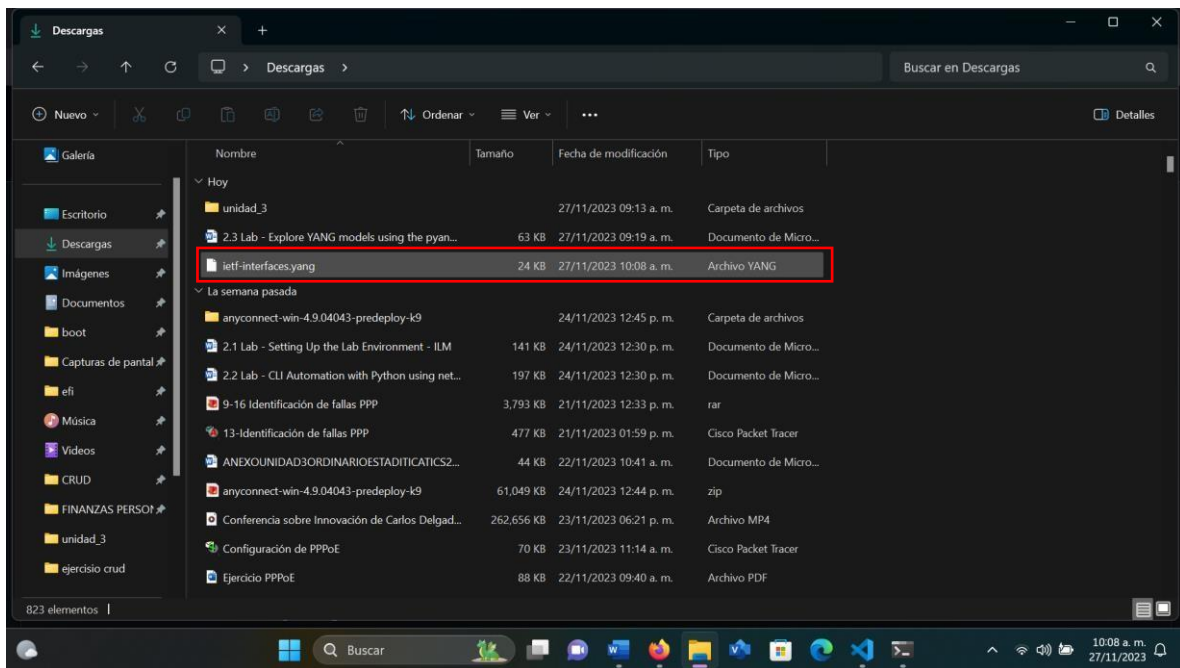 Descargas
Descargas
Buscar en Descargas
Nuevo
Ordenar
Ver
Detalles
Galería
Escritorio
Descargas
Imágenes
Documentos
boot
Capturas de pantal
efi
Música
Videos
CRUD
FINANZAS PERSON
unidad_3
ejercisio crud
Nombre Tamaño Fecha de modificación Tipo
Hoy
unidad_3 27/11/2023 09:13 a. m. Carpeta de archivos
2.3 Lab - Explore YANG models using the pyan... 63 KB 27/11/2023 09:19 a. m. Documento de Micro...
ietf-interfaces.yang 24 KB 27/11/2023 10:08 a. m. Archivo YANG
La semana pasada
anyconnect-win-4.9.04043-predeploy-k9 24/11/2023 12:45 p. m. Carpeta de archivos
2.1 Lab - Setting Up the Lab Environment - ILM 141 KB 24/11/2023 12:30 p. m. Documento de Micro...
2.2 Lab - CLI Automation with Python using net... 197 KB 24/11/2023 12:30 p. m. Documento de Micro...
9-16 Identificación de fallas PPP 3,793 KB 21/11/2023 12:33 p. m. rar
13-Identificación de fallas PPP 477 KB 21/11/2023 01:59 p. m. Cisco Packet Tracer
ANEXOUNIDAD3ORDINARIOESTADITICATICS2... 44 KB 22/11/2023 10:41 a. m. Documento de Micro...
anyconnect-win-4.9.04043-predeploy-k9 61,049 KB 24/11/2023 12:44 p. m. zip
Conferencia sobre Innovación de Carlos Delgad... 262,656 KB 23/11/2023 06:21 p. m. Archivo MP4
Configuración de PPPoE 70 KB 23/11/2023 11:14 a. m. Cisco Packet Tracer
Ejercicio PPPoE 88 KB 22/11/2023 09:40 a. m. Archivo PDF
823 elementos
Buscar
10:08 a. m.
27/11/2023